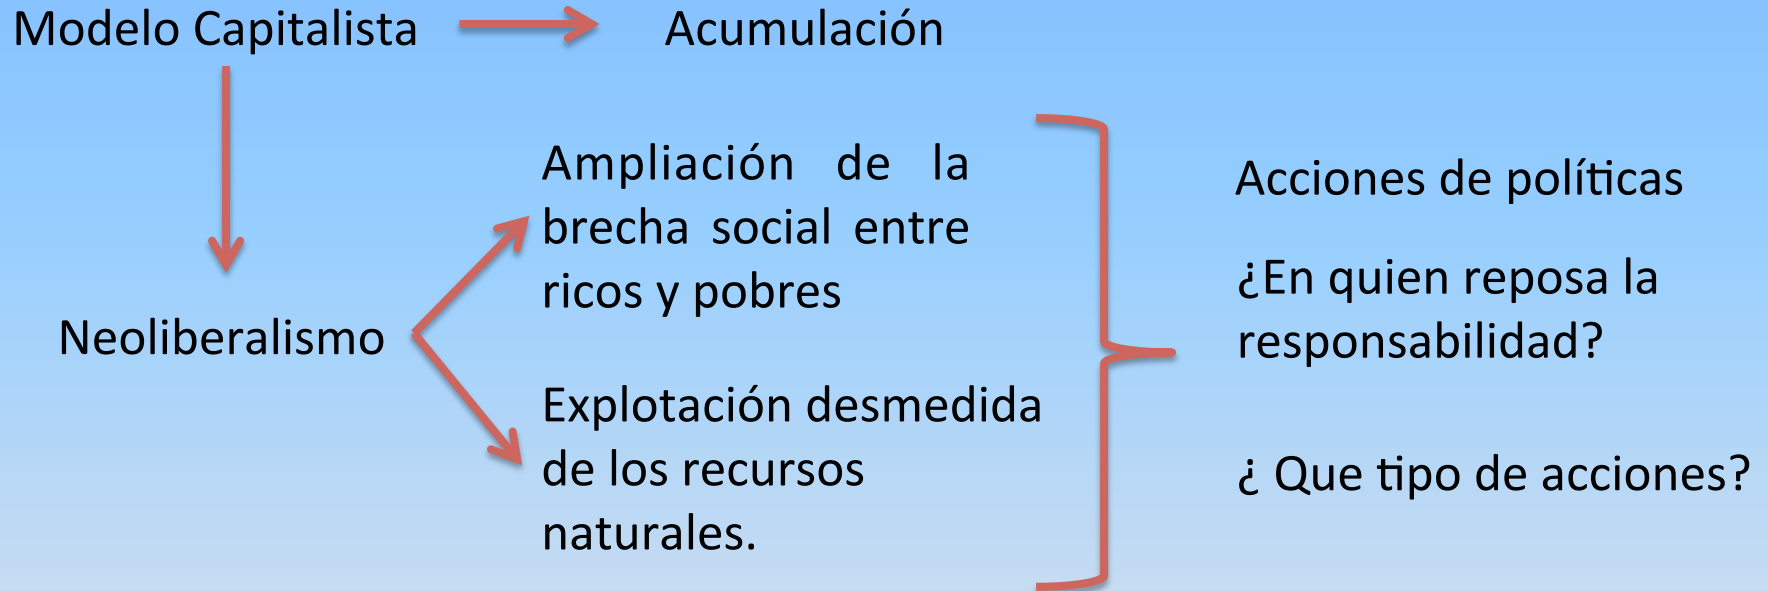 Modelo Capitalista
Acumulación
Neoliberalismo
Ampliación de la
brecha social entre
ricos y pobres
Explotación desmedida
de los recursos
naturales.
Acciones de políticas
¿En quien reposa la
responsabilidad?
¿ Que tipo de acciones?